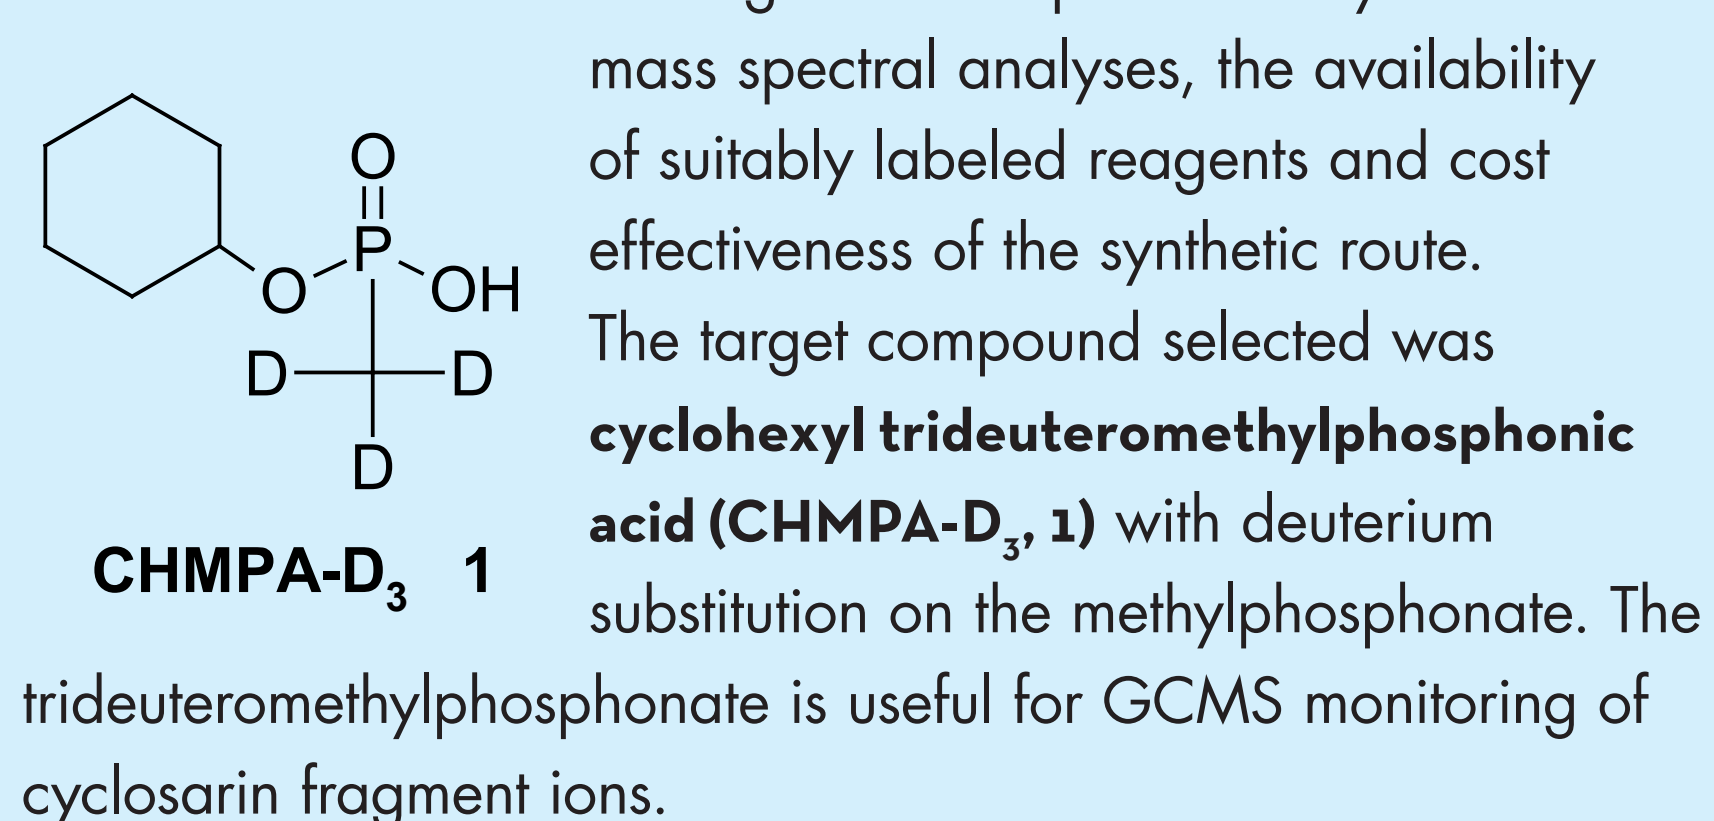 mass spectral analyses, the availability
of suitably labeled reagents and cost
effectiveness of the synthetic route.
The target compound selected was
cyclohexyl trideuteromethylphosphonic
acid (CHMPA-D₃, 1) with deuterium
substitution on the methylphosphonate. The
trideuteromethylphosphonate is useful for GCMS monitoring of
cyclosarin fragment ions.
O
P
O
OH
D
D
D
CHMPA-D₃ 1